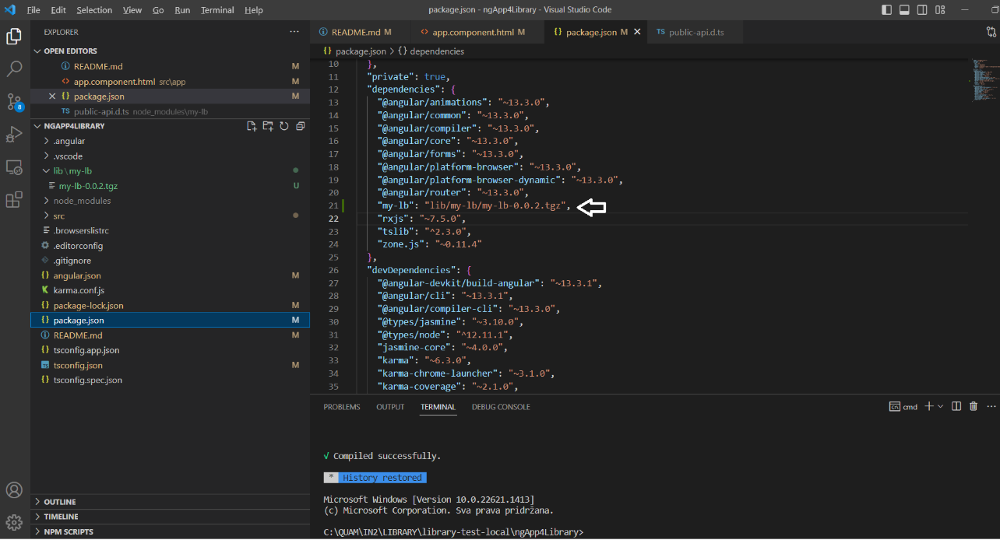 File Edit Selection View Go Run Terminal Help
package.json - ngApp4Library - Visual Studio Code
EXPLORER
OPEN EDITORS
README.md M
app.component.html src\app M
package.json M
public-api.d.ts node_modules\my-lb
NGAPP4LIBRARY
.angular
.vscode
lib\my-lb
my-lb-0.0.2.tgz U
node_modules
src
.browserslistrc
.editorconfig
.gitignore
angular.json M
karma.conf.js
package-lock.json M
package.json M
README.md M
tsconfig.app.json
tsconfig.json M
tsconfig.spec.json
OUTLINE
TIMELINE
NPM SCRIPTS
8
README.md M
app.component.html M
package.json M
TS public-api.d.ts
package.json > {} dependencies
10 },
11 "private": true,
12 "dependencies": {
13 "@angular/animations": "~13.3.0",
14 "@angular/common": "~13.3.0",
15 "@angular/compiler": "~13.3.0",
16 "@angular/core": "~13.3.0",
17 "@angular/forms": "~13.3.0",
18 "@angular/platform-browser": "~13.3.0",
19 "@angular/platform-browser-dynamic": "~13.3.0",
20 "@angular/router": "~13.3.0",
21 "my-lb": "lib/my-lb/my-lb-0.0.2.tgz",
22 "rxjs": "~7.5.0",
23 "tslib": "^2.3.0",
24 "zone.js": "~0.11.4"
25 },
26 "devDependencies": {
27 "@angular-devkit/build-angular": "~13.3.1",
28 "@angular/cli": "~13.3.1",
29 "@angular/compiler-cli": "~13.3.0",
30 "@types/jasmine": "~3.10.0",
31 "@types/node": "^12.11.1",
32 "jasmine-core": "~4.0.0",
33 "karma": "~6.3.0",
34 "karma-chrome-launcher": "~3.1.0",
35 "karma-coverage": "~2.1.0",
PROBLEMS OUTPUT TERMINAL DEBUG CONSOLE
cmd
√ Compiled successfully.
* History restored
Microsoft Windows [Version 10.0.22621.1413]
(c) Microsoft Corporation. Sva prava pridržana.
C:\QUAM\IN2\LIBRARY\library-test-local\ngApp4Library>